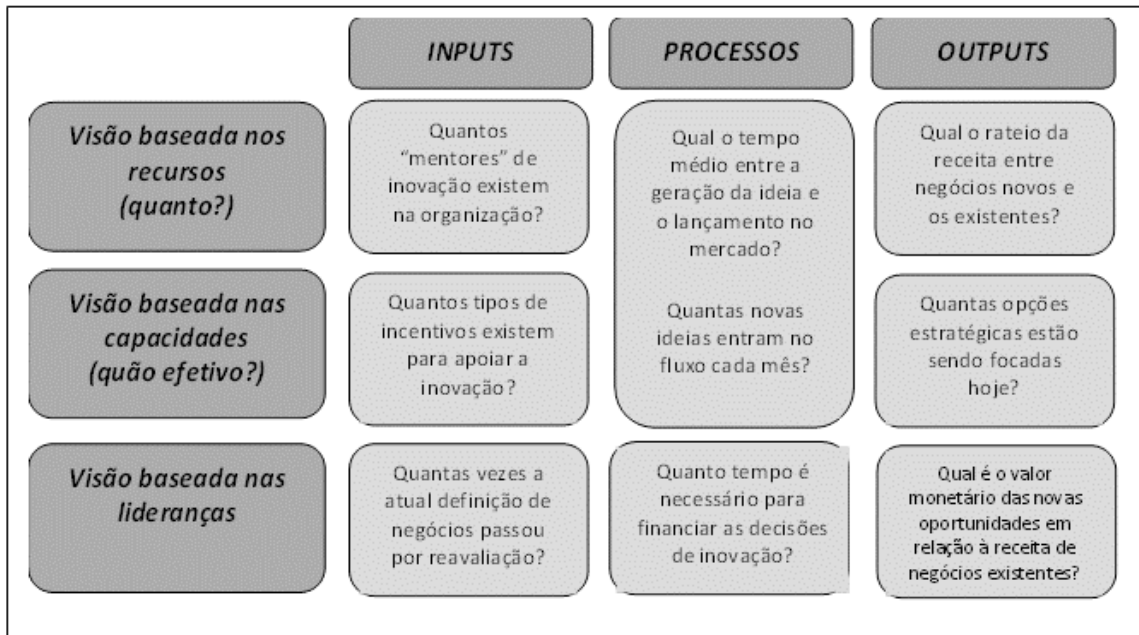 INPUTS
PROCESSOS
OUTPUTS
Visão baseada nos
recursos
(quanto?)
Quantos
“mentores” de
inovação existem
na organização?
Qual o tempo
médio entre a
geração da ideia e
o lançamento no
mercado?
Quantas novas
ideias entram no
fluxo cada mês?
Qual o rateio da
receita entre
negócios novos e
os existentes?
Visão baseada nas
capacidades
(quão efetivo?)
Quantos tipos de
incentivos existem
para apoiar a
inovação?
Quantas opções
estratégicas estão
sendo focadas
hoje?
Visão baseada nas
lideranças
Quantas vezes a
atual definição de
negócios passou
por reavaliação?
Quanto tempo é
necessário para
financiar as decisões
de inovação?
Qual é o valor
monetário das novas
oportunidades em
relação à receita de
negócios existentes?